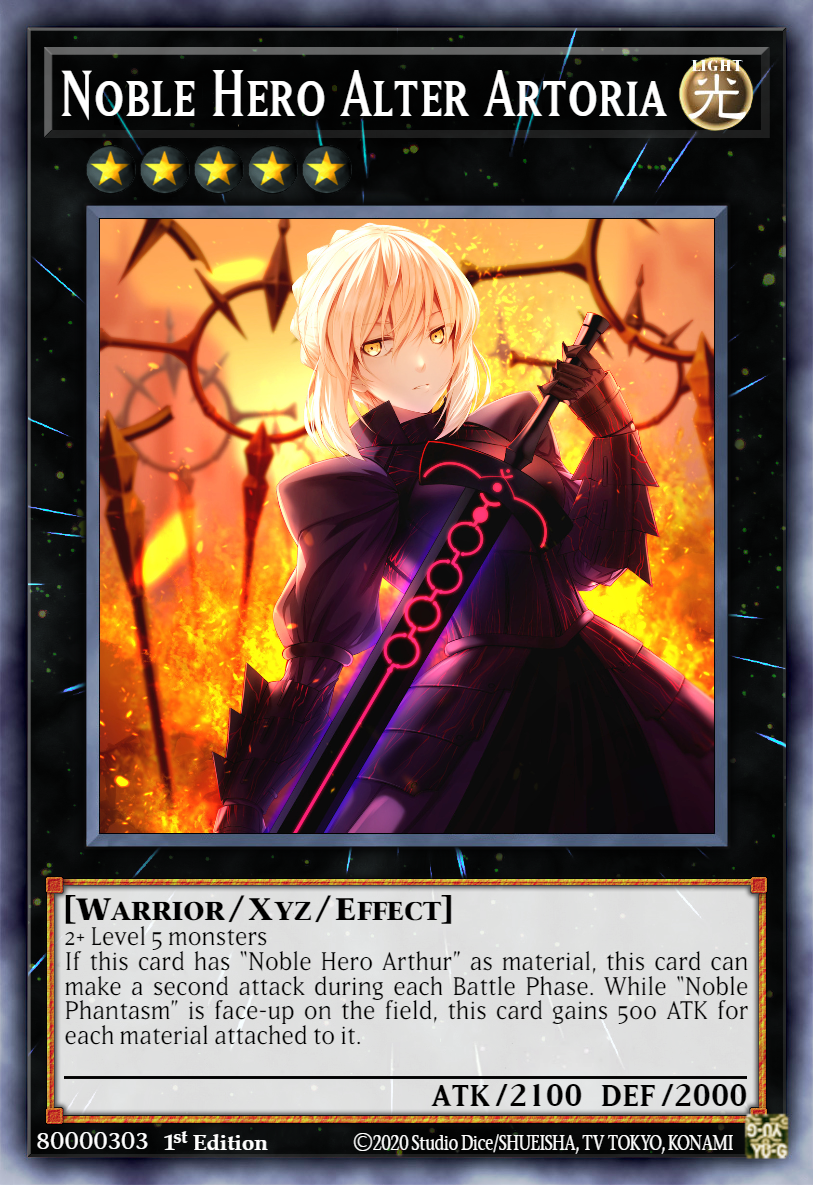 Noble Hero Alter Artoria
LIGHT
光
[Warrior/Xyz/Effect]
2+ Level 5 monsters
If this card has "Noble Hero Arthur" as material, this card can
make a second attack during each Battle Phase. While "Noble
Phantasm" is face-up on the field, this card gains 500 ATK for
each material attached to it.
ATK/2100 DEF/2000
80000303 1st Edition ©2020 Studio Dice/SHUEISHA, TV TOKYO, KONAMI